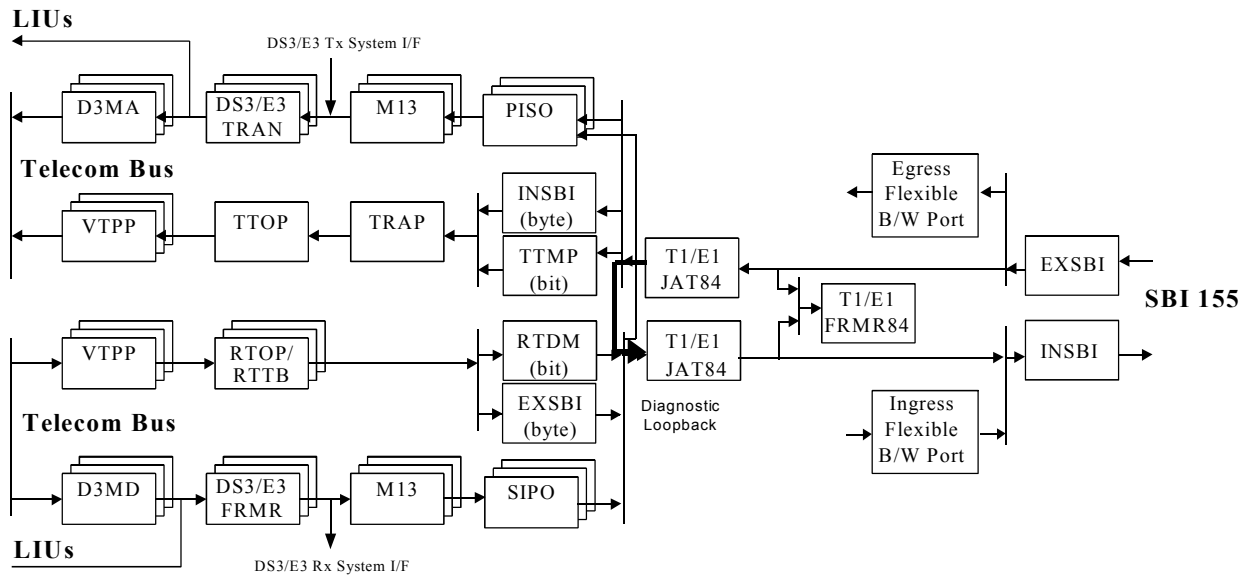 LIUs
DS3/E3 Tx System I/F
D3MA
DS3/E3
TRAN
M13
PISO
Telecom Bus
VTPP
TTOP
TRAP
INSBI
(byte)
TTMP
(bit)
T1/E1
JAT84
Egress
Flexible
B/W Port
EXSBI
SBI 155
T1/E1
FRMR84
VTPP
RTOP/
RTTB
RTDM
(bit)
T1/E1
JAT84
INSBI
EXSBI
(byte)
Diagnostic
Loopback
Ingress
Flexible
B/W Port
Telecom Bus
D3MD
DS3/E3
FRMR
M13
SIPO
LIUs
DS3/E3 Rx System I/F